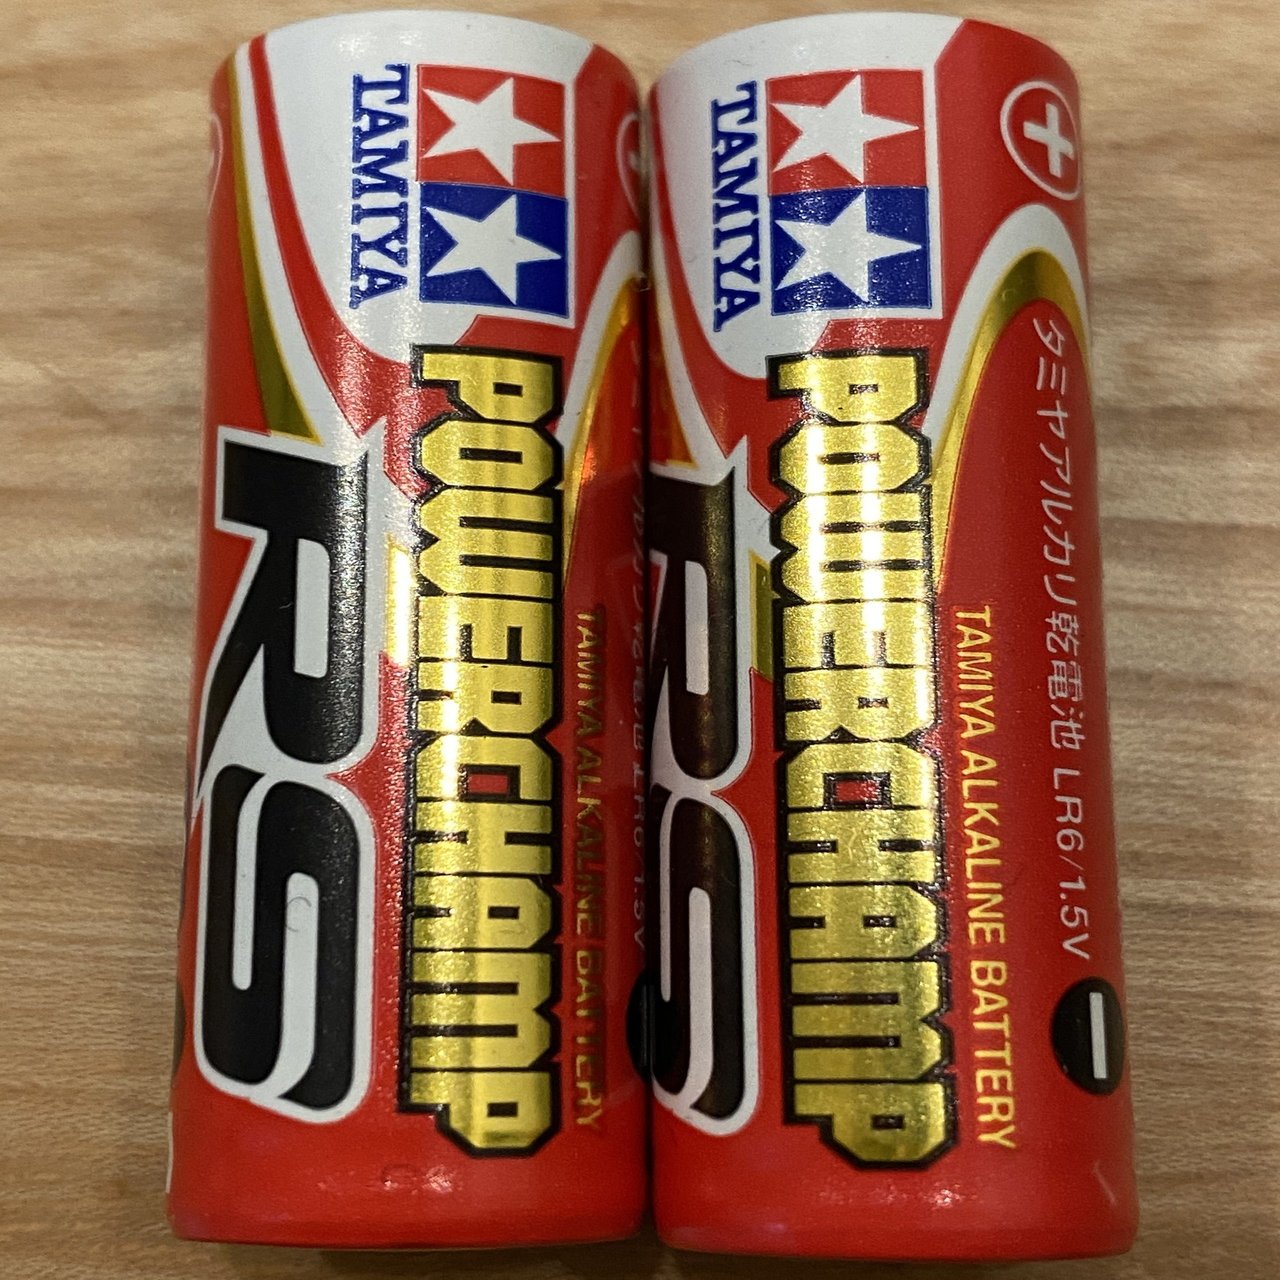 TAMIYA
POWERCHAMP
RS
TAMIYA ALKALINE BATTERY
TAMIYA
POWERCHAMP
RS
TAMIYA ALKALINE BATTERY
タミヤアルカリ乾電池 LR6/1.5V